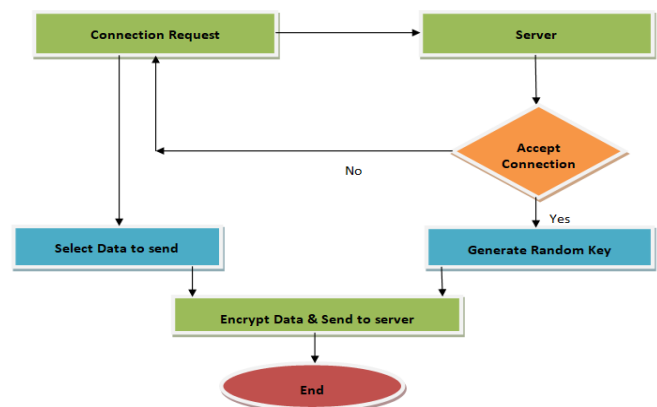 Connection Request
Server
Accept
Connection
No
Yes
Select Data to send
Generate Random Key
Encrypt Data & Send to server
End